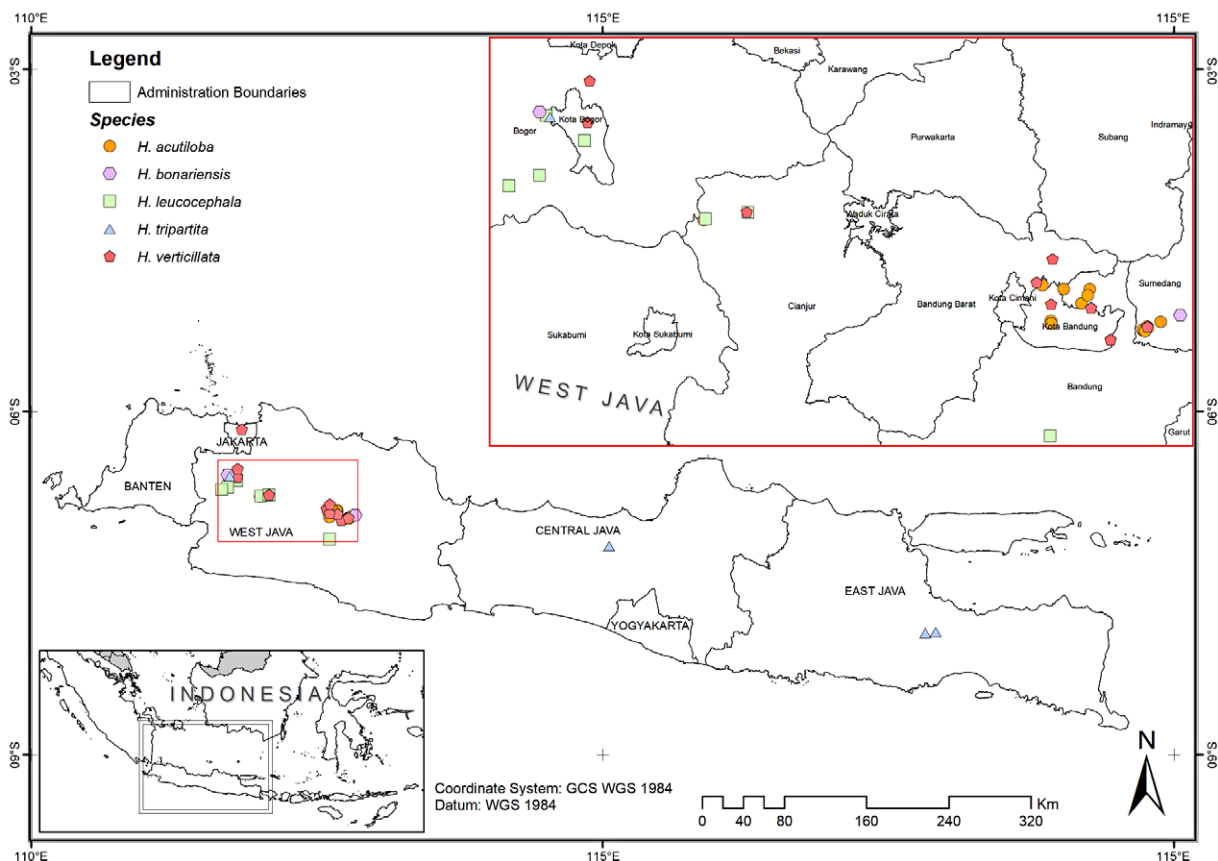 110°E
115°E
115°E
03°S
03°S
Legend
Administration Boundaries
Species
H. acutiloba
H. bonariensis
H. leucocephala
H. tripartita
H. verticillata
Kota Depok
Bekasi
Karawang
Bogor
Kota Bogor
Purwakarta
Subang
Indramayu
Waduk Cirata
Cianjur
Bandung Barat
Kota Cimahi
Sumedang
Kota Bandung
Sukabumi
Kota Sukabumi
Bandung
Garut
WEST JAVA
06°S
06°S
JAKARTA
BANTEN
WEST JAVA
CENTRAL JAVA
YOGYAKARTA
EAST JAVA
INDONESIA
09°S
09°S
N
Coordinate System: GCS WGS 1984
Datum: WGS 1984
Km
0 40 80 160 240 320
110°E
115°E
115°E